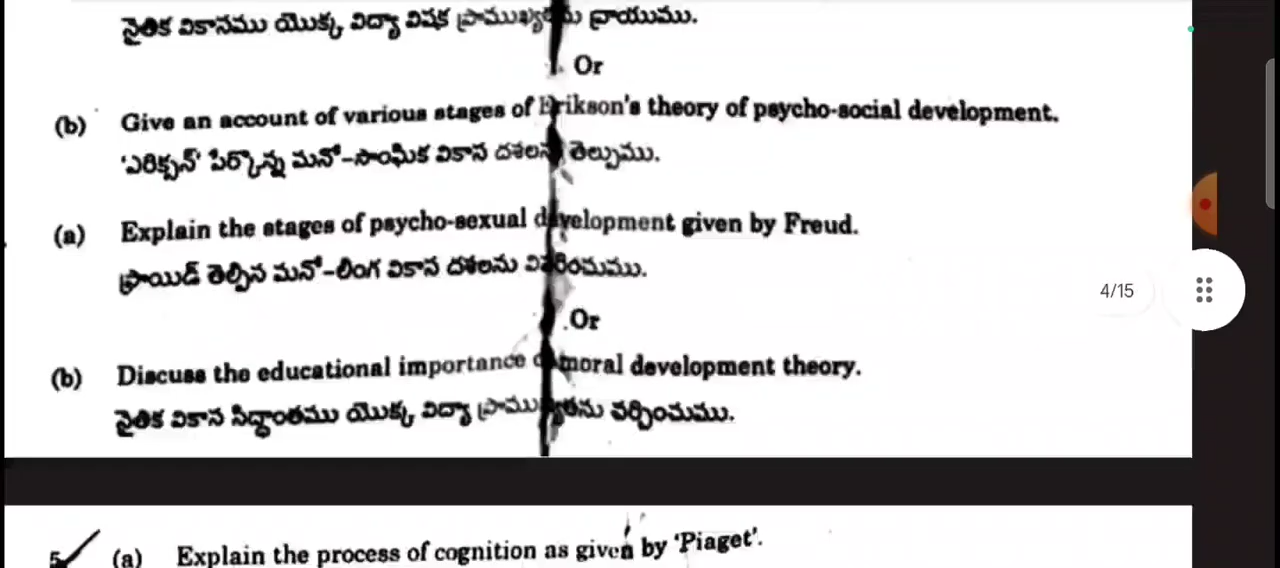 నైతిక వికాసము యొక్క విద్యా విషక ప్రాముఖ్యతను వ్రాయుము.
Or
(b) Give an account of various stages of Erikson's theory of psycho-social development.
'ఎరిక్సన్' పేర్కొన్న మనో-సాంఘిక వికాస దశలను తెల్పుము.
(a) Explain the stages of psycho-sexual development given by Freud.
ఫ్రాయిడ్ తెల్పిన మనో-లింగ వికాస దశలను వివరించుము.
Or
4/15
(b) Discuss the educational importance of moral development theory.
నైతిక వికాస సిద్ధాంతము యొక్క విద్యా ప్రాముఖ్యతను చర్చించుము.
5. (a) Explain the process of cognition as given by 'Piaget'.